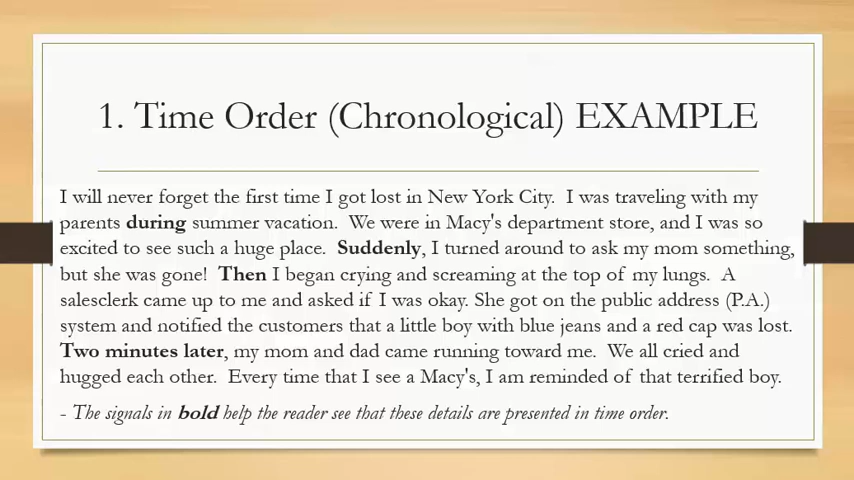 1. Time Order (Chronological) EXAMPLE
I will never forget the first time I got lost in New York City.  I was traveling with my
parents during summer vacation.  We were in Macy's department store, and I was so
excited to see such a huge place.  Suddenly, I turned around to ask my mom something,
but she was gone!  Then I began crying and screaming at the top of my lungs.  A
salesclerk came up to me and asked if I was okay. She got on the public address (P.A.)
system and notified the customers that a little boy with blue jeans and a red cap was lost.
Two minutes later, my mom and dad came running toward me.  We all cried and
hugged each other.  Every time that I see a Macy's, I am reminded of that terrified boy.
- The signals in bold help the reader see that these details are presented in time order.